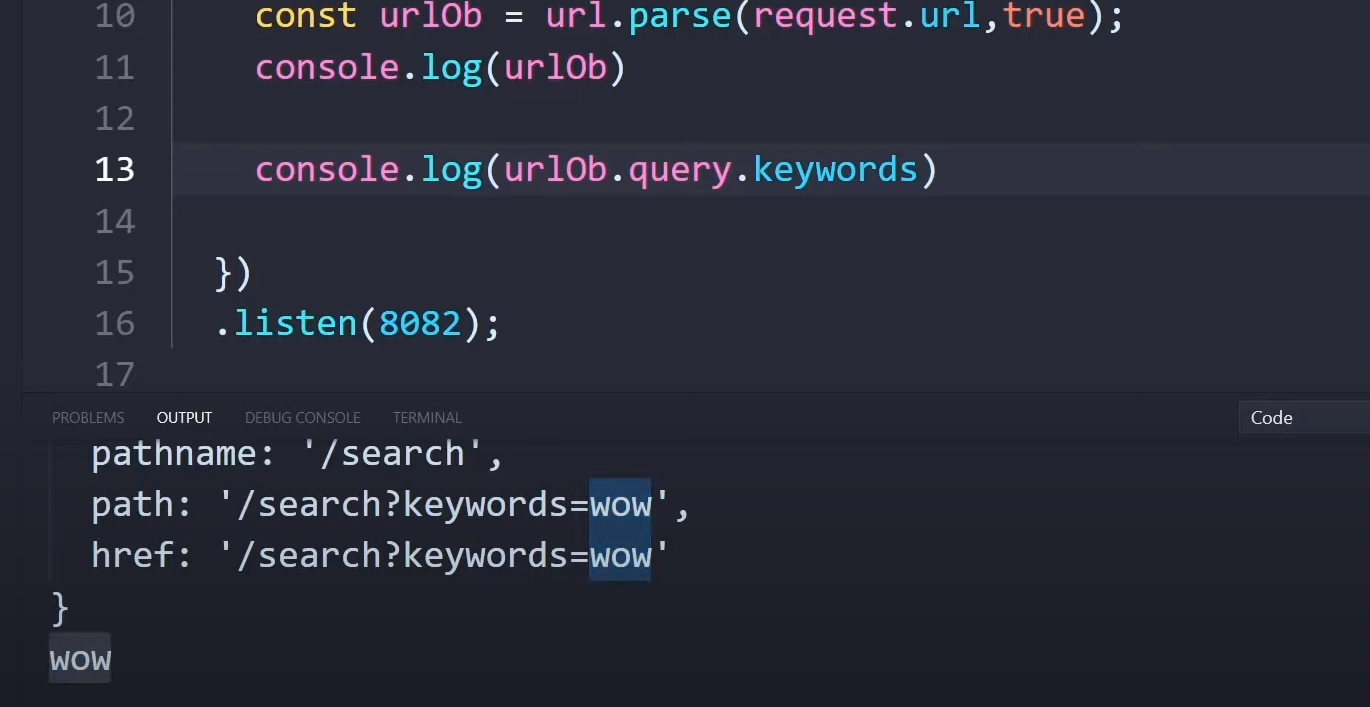 10 const urlOb = url.parse(request.url,true);
11 console.log(urlOb)
12
13 console.log(urlOb.query.keywords)
14
15 })
16 .listen(8082);
17
PROBLEMS OUTPUT DEBUG CONSOLE TERMINAL Code
pathname: '/search',
path: '/search?keywords=wow',
href: '/search?keywords=wow'
}
wow